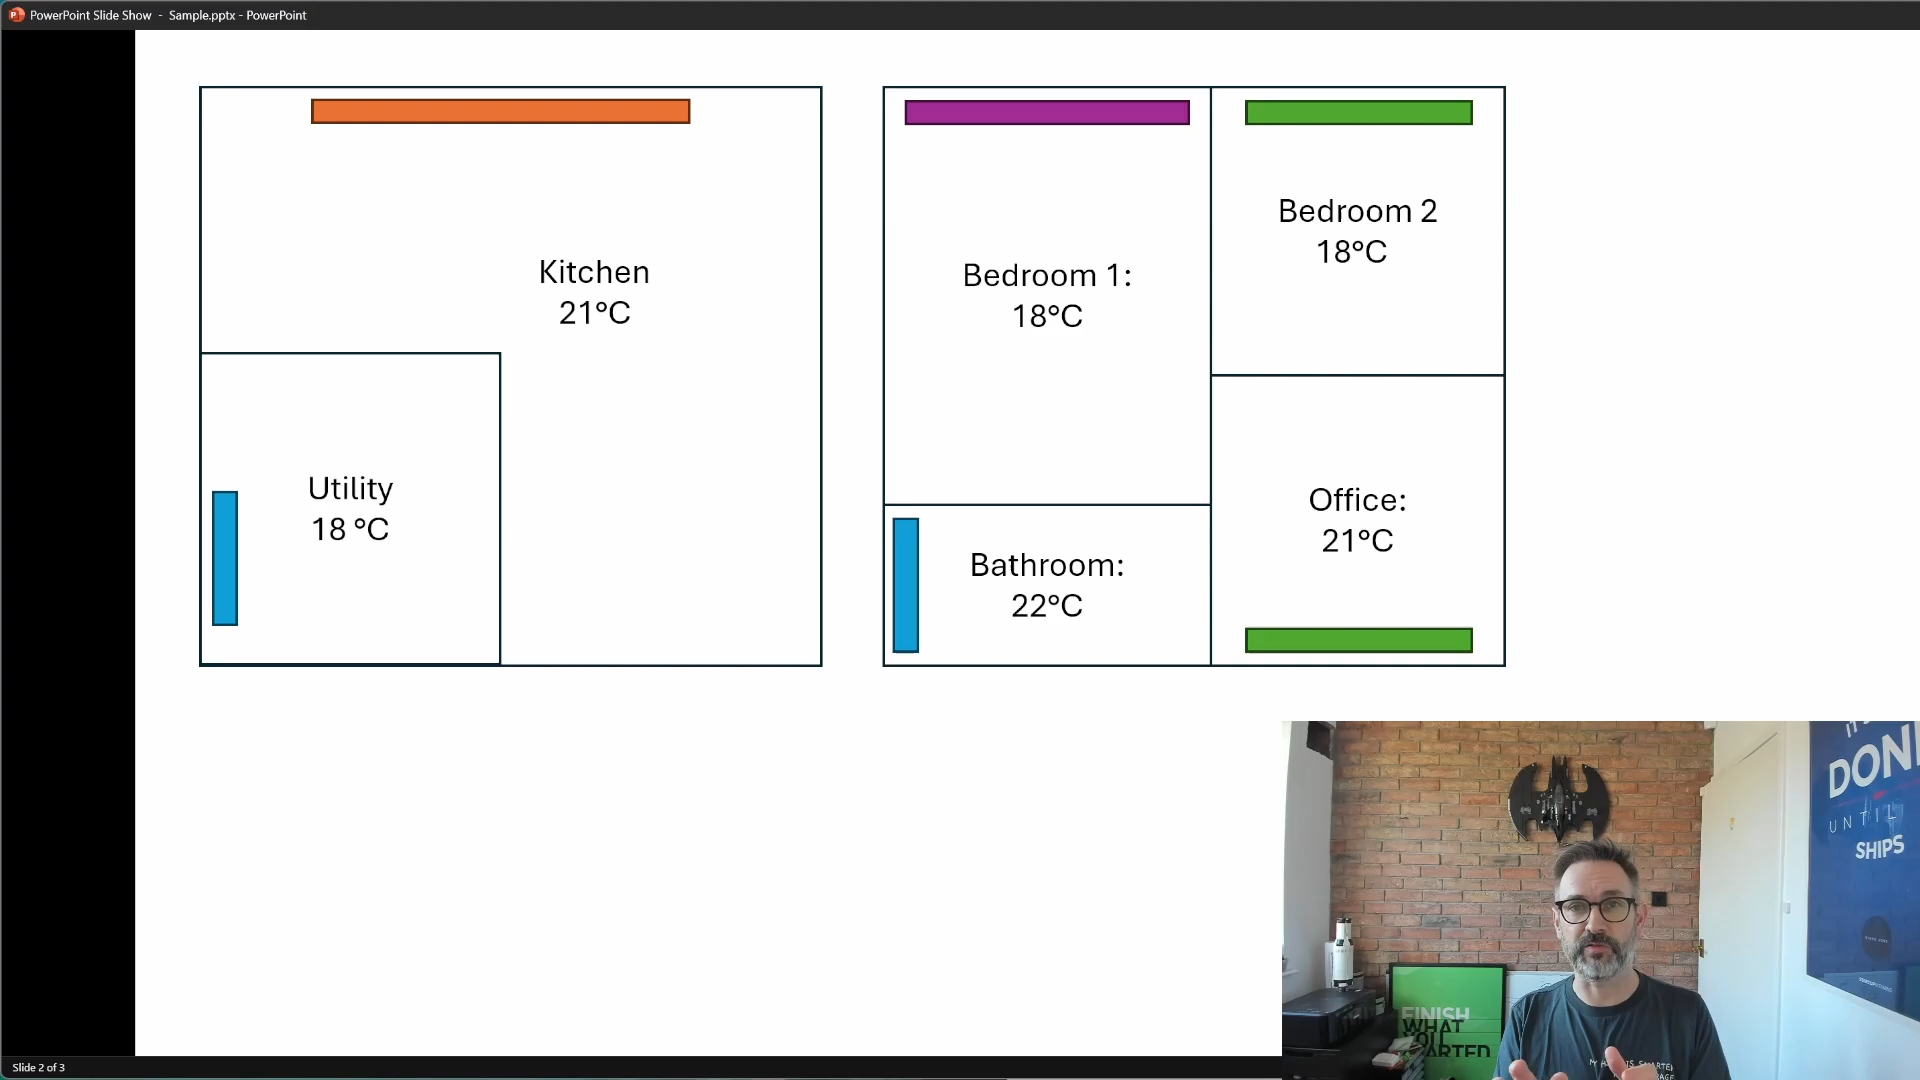 PowerPoint Slide Show - Sample.pptx - PowerPoint
Kitchen
21°C
Utility
18 °C
Bedroom 1:
18°C
Bedroom 2
18°C
Bathroom:
22°C
Office:
21°C
DON
UNTIL
SHIPS
FINISH
WHAT
YOU
Slide 2 of 3